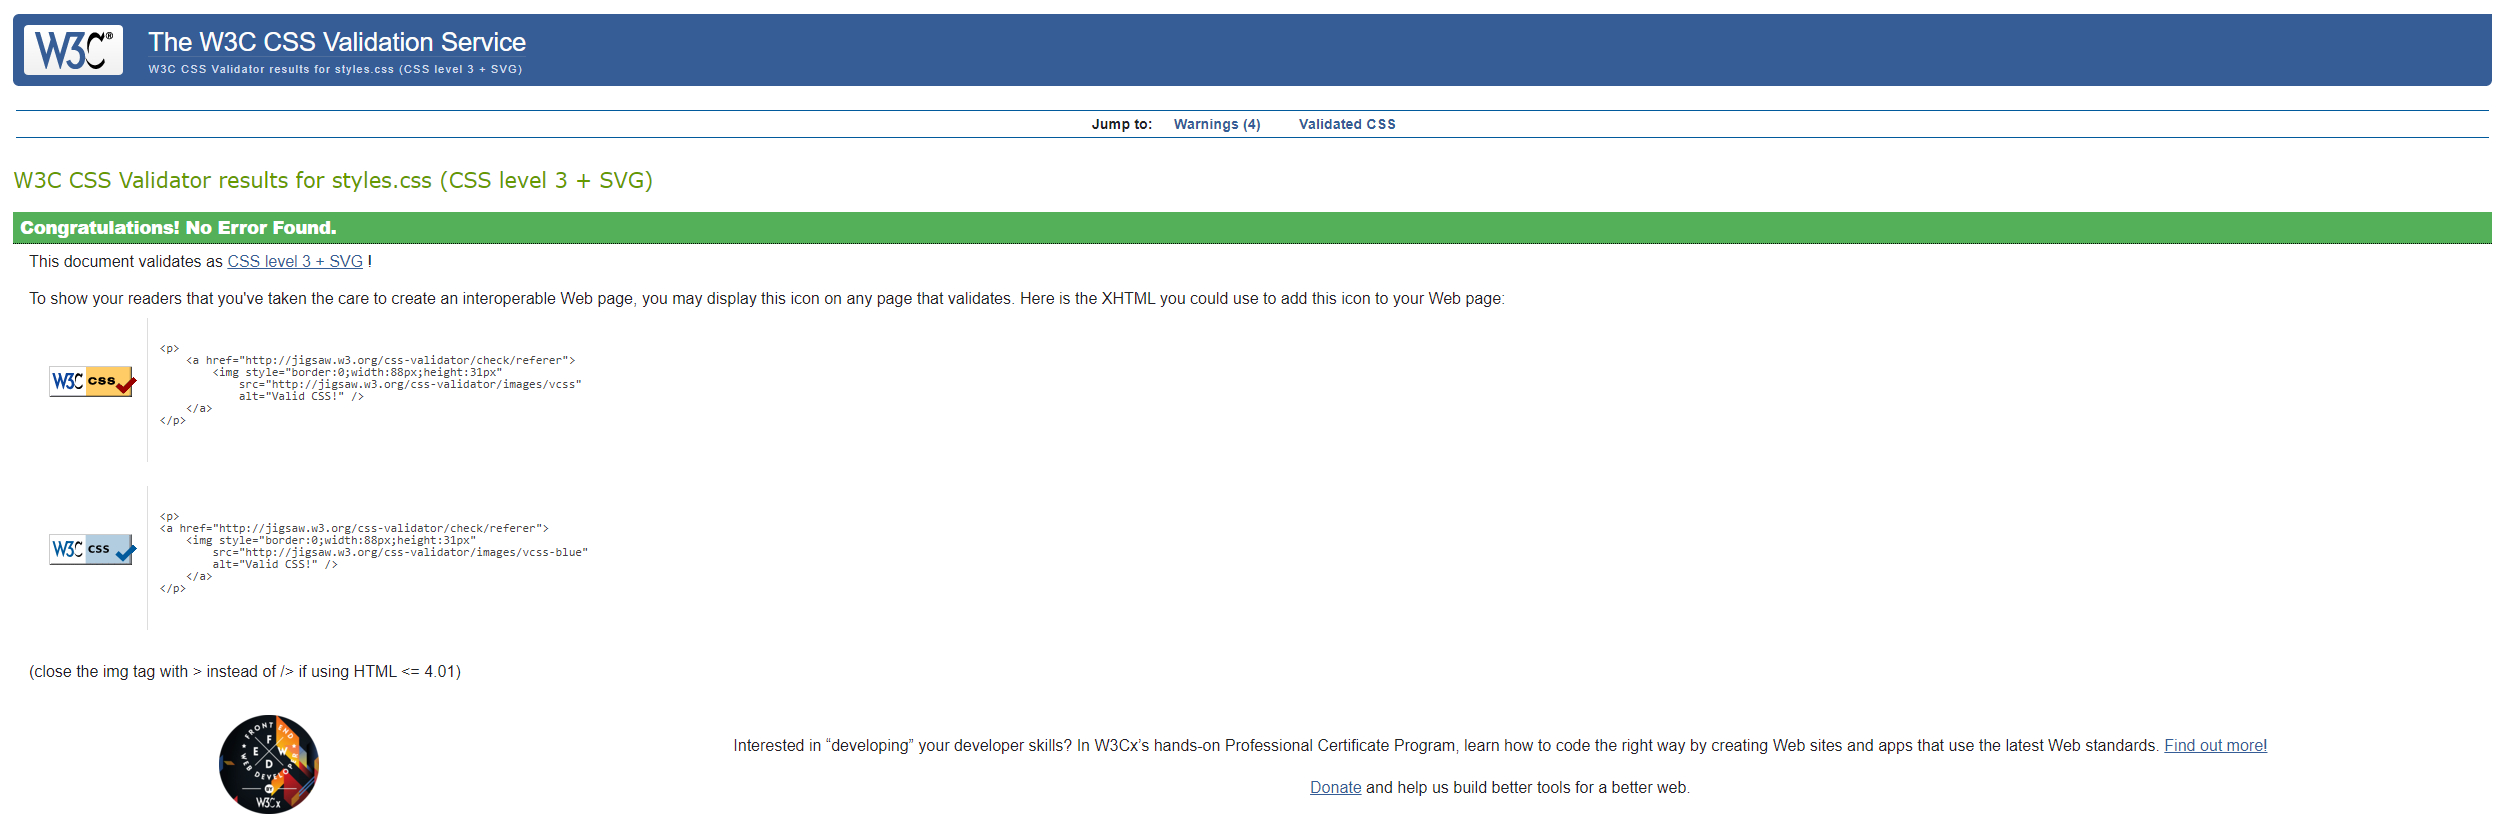 W3C®
The W3C CSS Validation Service
W3C CSS Validator results for styles.css (CSS level 3 + SVG)
Jump to: Warnings (4) Validated CSS
W3C CSS Validator results for styles.css (CSS level 3 + SVG)
Congratulations! No Error Found.
This document validates as CSS level 3 + SVG !
To show your readers that you've taken the care to create an interoperable Web page, you may display this icon on any page that validates. Here is the XHTML you could use to add this icon to your Web page:
W3C css
<p>
    <a href="http://jigsaw.w3.org/css-validator/check/referer">
        <img style="border:0;width:88px;height:31px"
            src="http://jigsaw.w3.org/css-validator/images/vcss"
            alt="Valid CSS!" />
    </a>
</p>
W3C css
<p>
<a href="http://jigsaw.w3.org/css-validator/check/referer">
    <img style="border:0;width:88px;height:31px"
        src="http://jigsaw.w3.org/css-validator/images/vcss-blue"
        alt="Valid CSS!" />
    </a>
</p>
(close the img tag with > instead of /> if using HTML <= 4.01)
FRONT END
F
E W
D
WEB DEVELOPER
BY
W3Cx
Interested in “developing” your developer skills? In W3Cx’s hands-on Professional Certificate Program, learn how to code the right way by creating Web sites and apps that use the latest Web standards. Find out more!
Donate and help us build better tools for a better web.